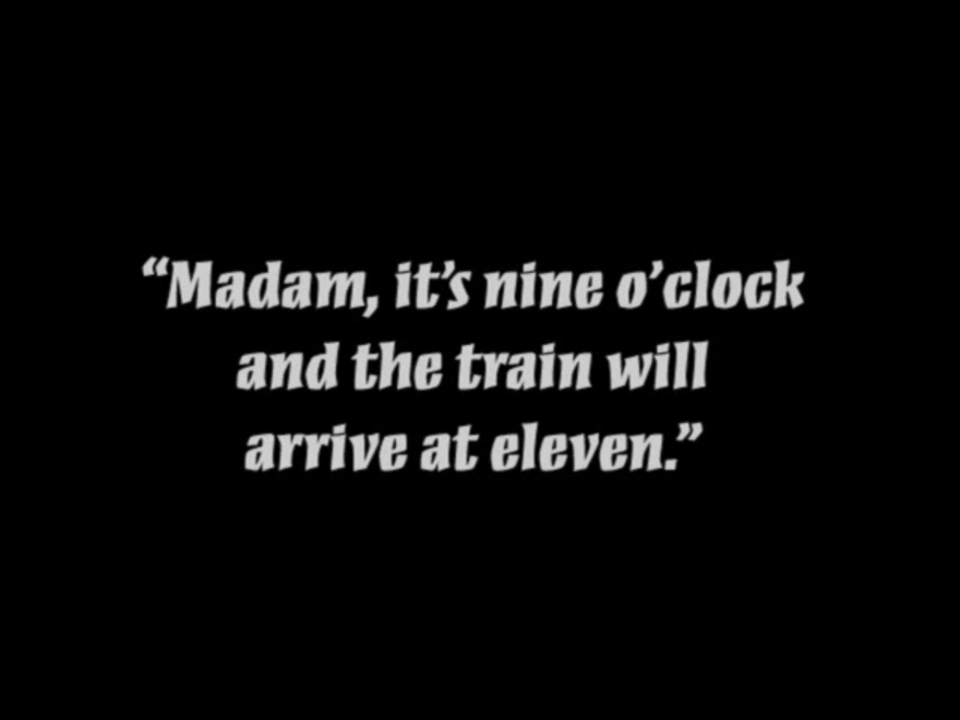 “Madam, it’s nine o’clock
and the train will
arrive at eleven.”